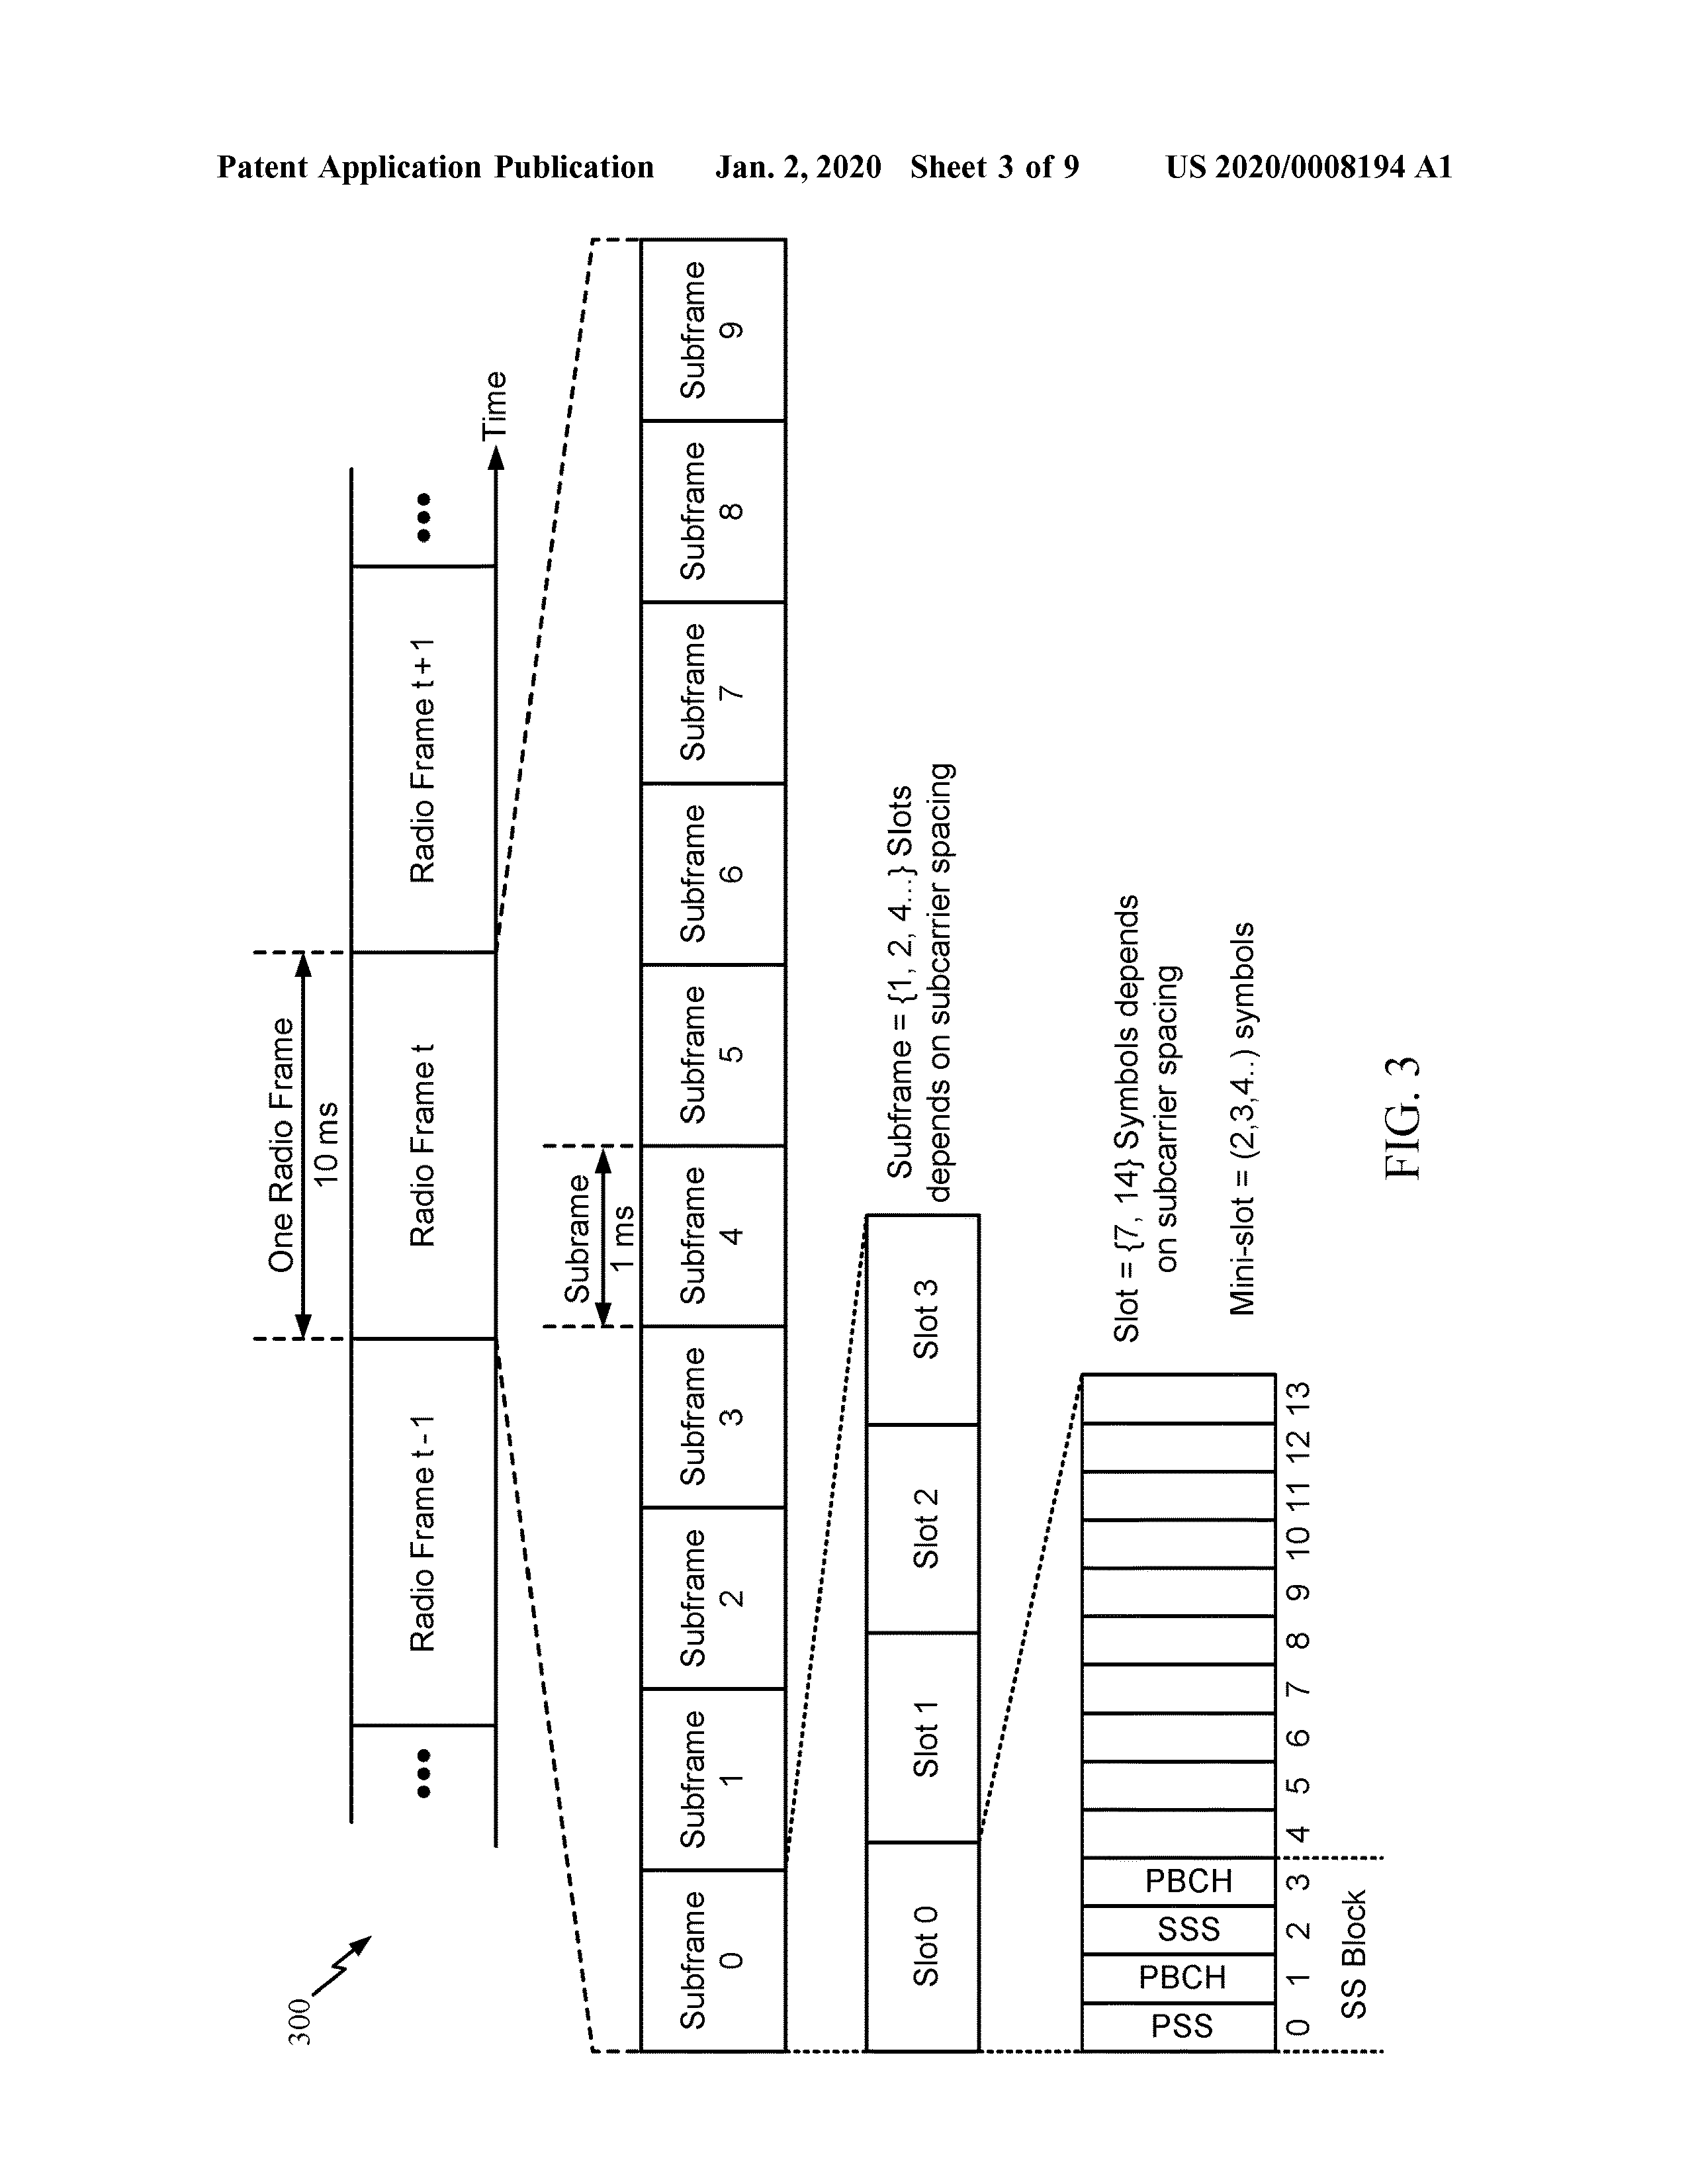 Patent Application Publication Jan. 2, 2020 Sheet 3 of 9 US 2020/0008194 A1
300
One Radio Frame
10 ms
••• Radio Frame t-1 Radio Frame t Radio Frame t+1 •••
Time
Subrame
1 ms
Subframe Subframe Subframe Subframe Subframe Subframe Subframe Subframe Subframe Subframe
0 1 2 3 4 5 6 7 8 9
Slot 0 Slot 1 Slot 2 Slot 3
Subframe = {1, 2, 4...} Slots
depends on subcarrier spacing
PSS PBCH SSS PBCH
0 1 2 3 4 5 6 7 8 9 10 11 12 13
SS Block
Slot = {7, 14} Symbols depends
on subcarrier spacing
Mini-slot = (2,3,4..) symbols
FIG. 3